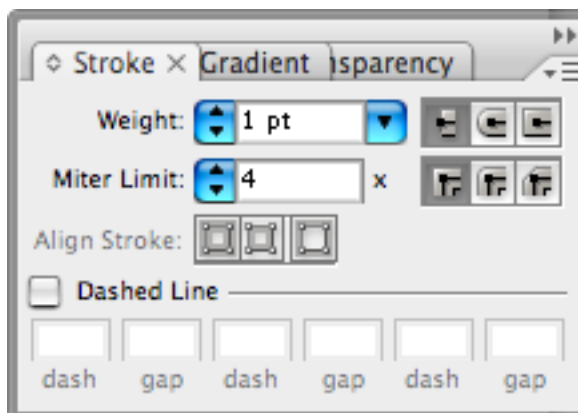 Stroke Gradient nsparency
Weight: 1 pt
Miter Limit: 4 x
Align Stroke:
Dashed Line
dash gap dash gap dash gap